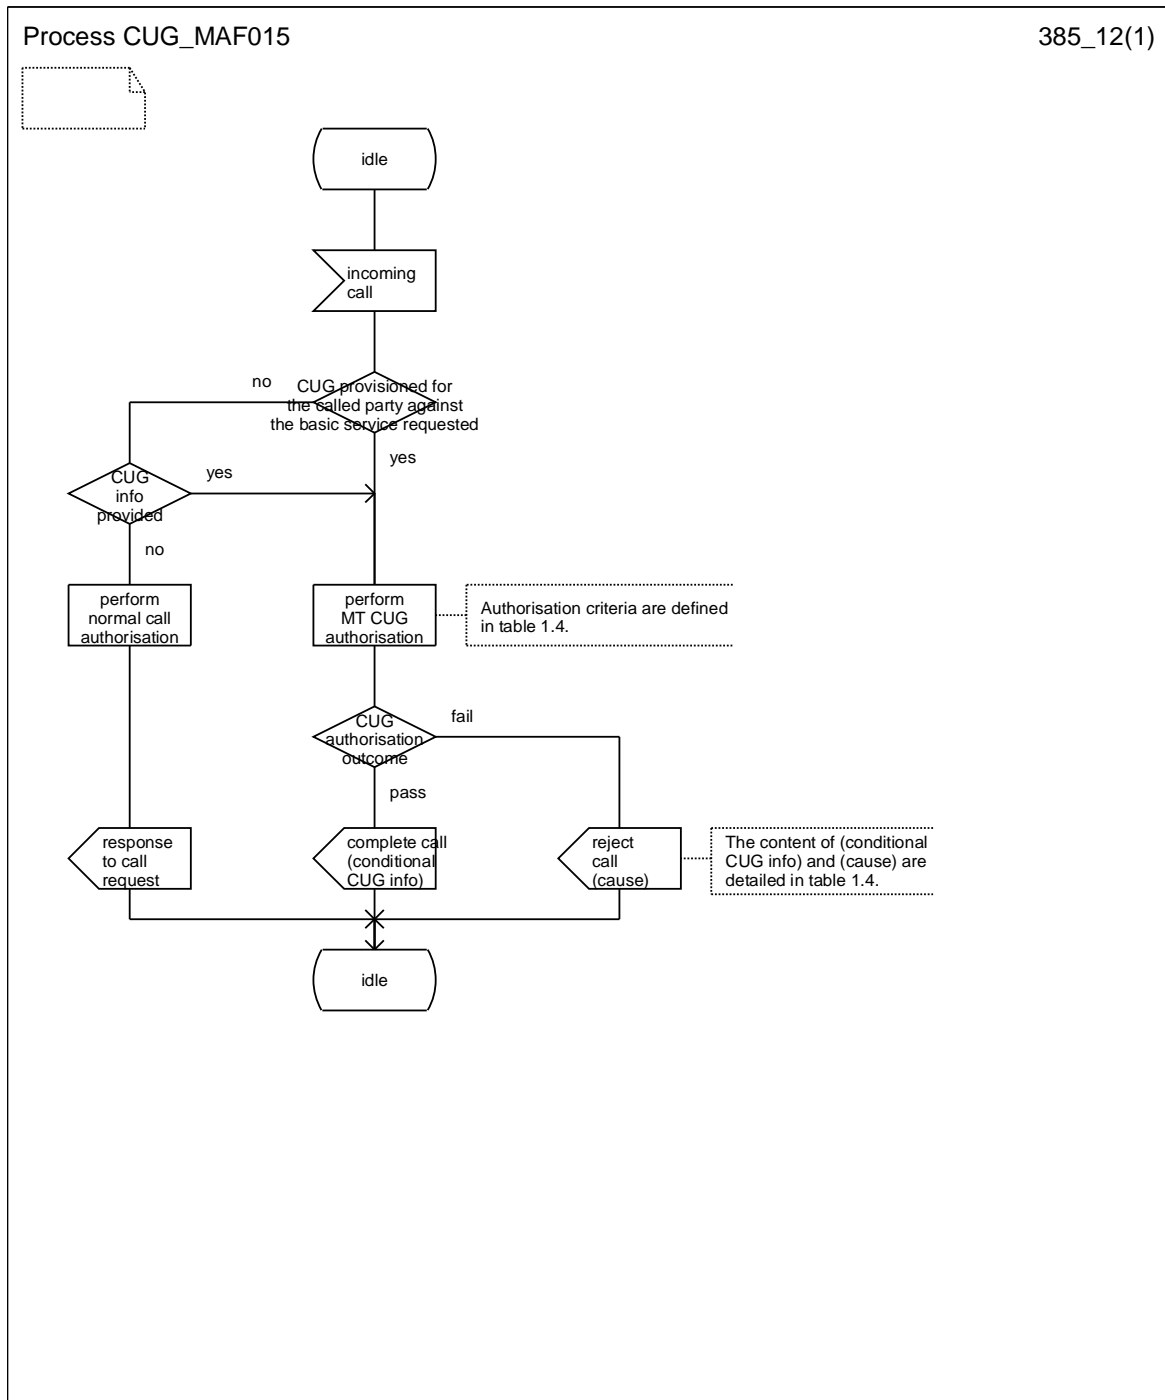 Process CUG_MAF015
385_12(1)
idle
incoming
call
no
CUG provisioned for
the called party against
the basic service requested
yes
CUG
info
provided
yes
no
perform
normal call
authorisation
perform
MT CUG
authorisation
Authorisation criteria are defined
in table 1.4.
CUG
authorisation
outcome
fail
pass
response
to call
request
complete call
(conditional
CUG info)
reject
call
(cause)
The content of (conditional
CUG info) and (cause) are
detailed in table 1.4.
idle